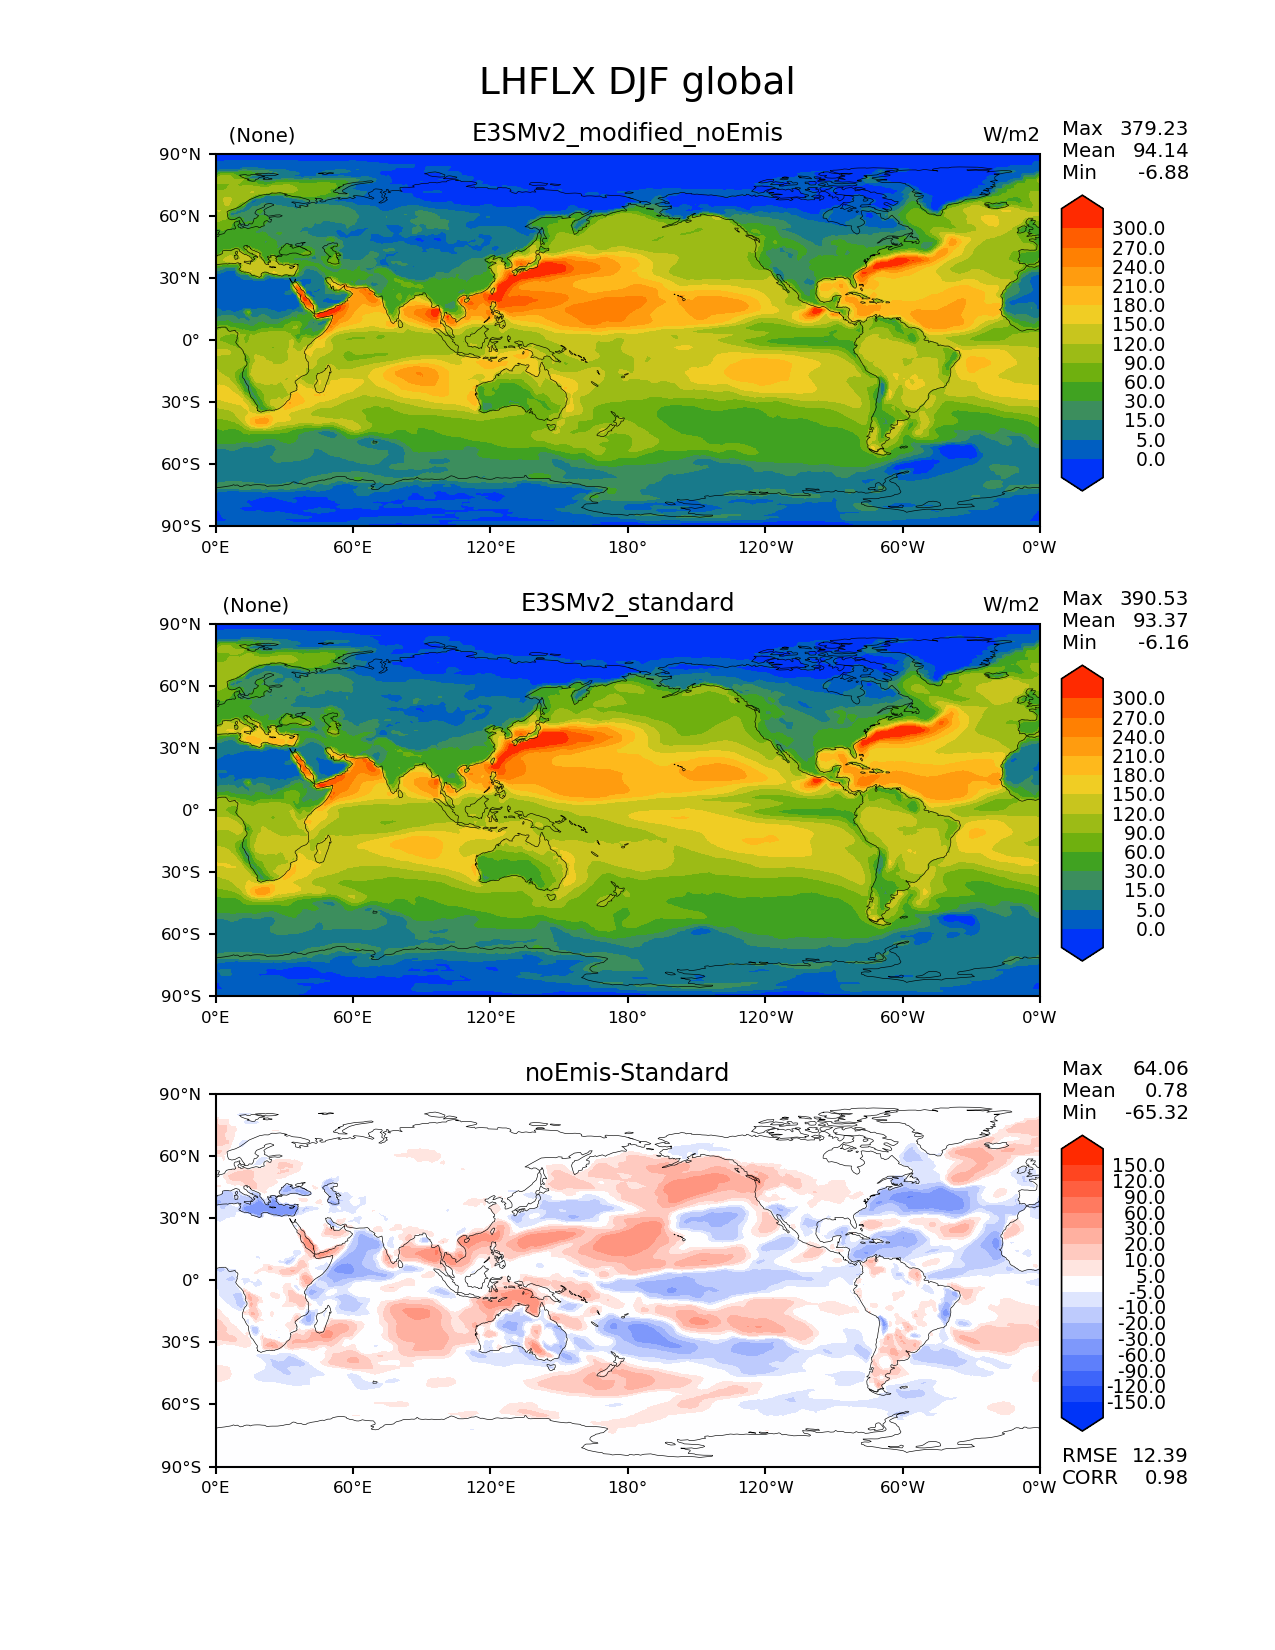 LHFLX DJF global
(None)
E3SMv2_modified_noEmis
W/m2
Max 379.23
Mean 94.14
Min -6.88
90°N
60°N
30°N
0°
30°S
60°S
90°S
0°E 60°E 120°E 180° 120°W 60°W 0°W
300.0
270.0
240.0
210.0
180.0
150.0
120.0
90.0
60.0
30.0
15.0
5.0
0.0
(None)
E3SMv2_standard
W/m2
Max 390.53
Mean 93.37
Min -6.16
90°N
60°N
30°N
0°
30°S
60°S
90°S
0°E 60°E 120°E 180° 120°W 60°W 0°W
300.0
270.0
240.0
210.0
180.0
150.0
120.0
90.0
60.0
30.0
15.0
5.0
0.0
noEmis-Standard
Max 64.06
Mean 0.78
Min -65.32
90°N
60°N
30°N
0°
30°S
60°S
90°S
0°E 60°E 120°E 180° 120°W 60°W 0°W
150.0
120.0
90.0
60.0
30.0
20.0
10.0
5.0
-5.0
-10.0
-20.0
-30.0
-60.0
-90.0
-120.0
-150.0
RMSE 12.39
CORR 0.98